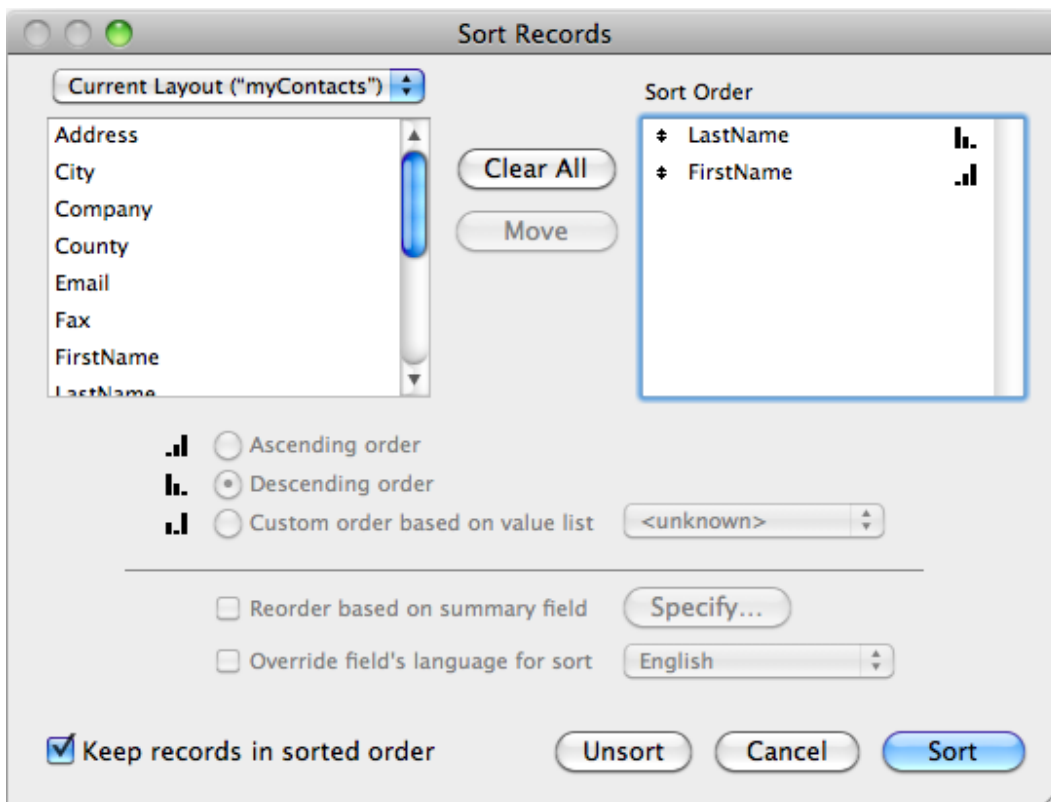 Sort Records
Current Layout ("myContacts")
Sort Order
Address
City
Company
County
Email
Fax
FirstName
LastName
Clear All
Move
LastName
FirstName
Ascending order
Descending order
Custom order based on value list
<unknown>
Reorder based on summary field
Specify...
Override field's language for sort
English
Keep records in sorted order
Unsort
Cancel
Sort